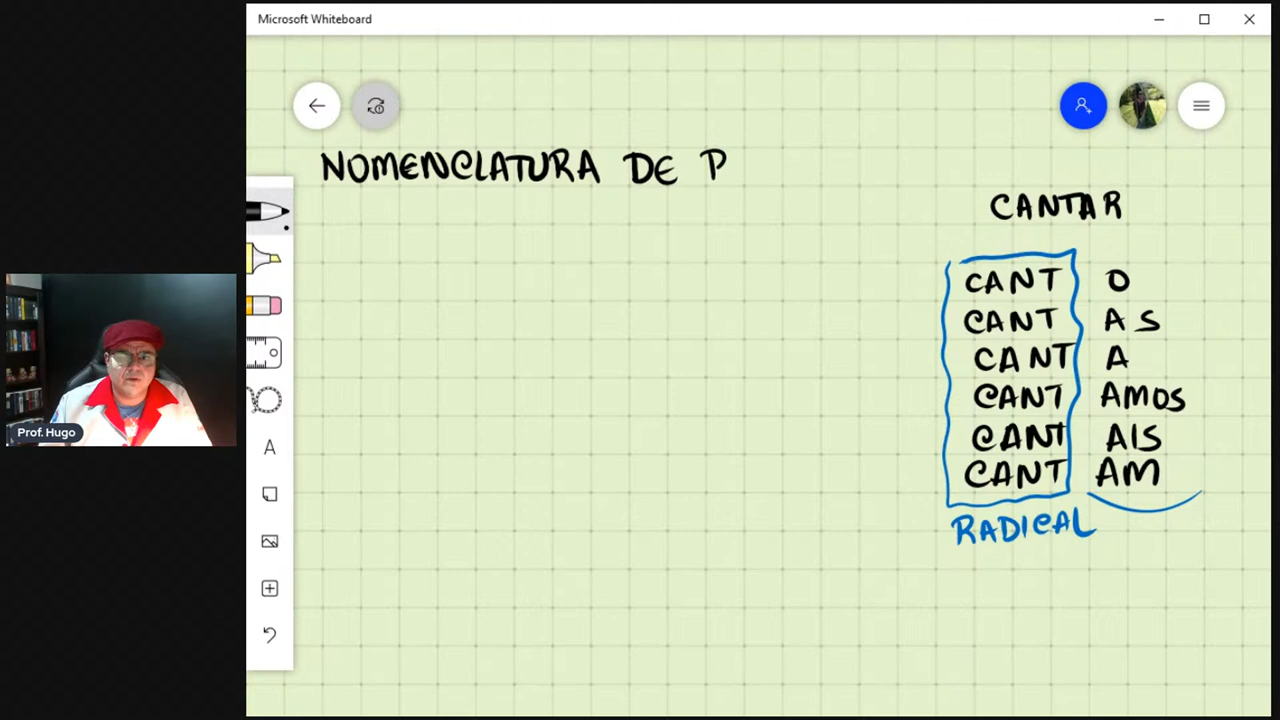 Microsoft Whiteboard
NOMENCLATURA DE P
CANTAR
CANT O
CANT AS
CANT A
CANT AMOS
CANT AIS
CANT AM
RADICAL
A
Prof. Hugo